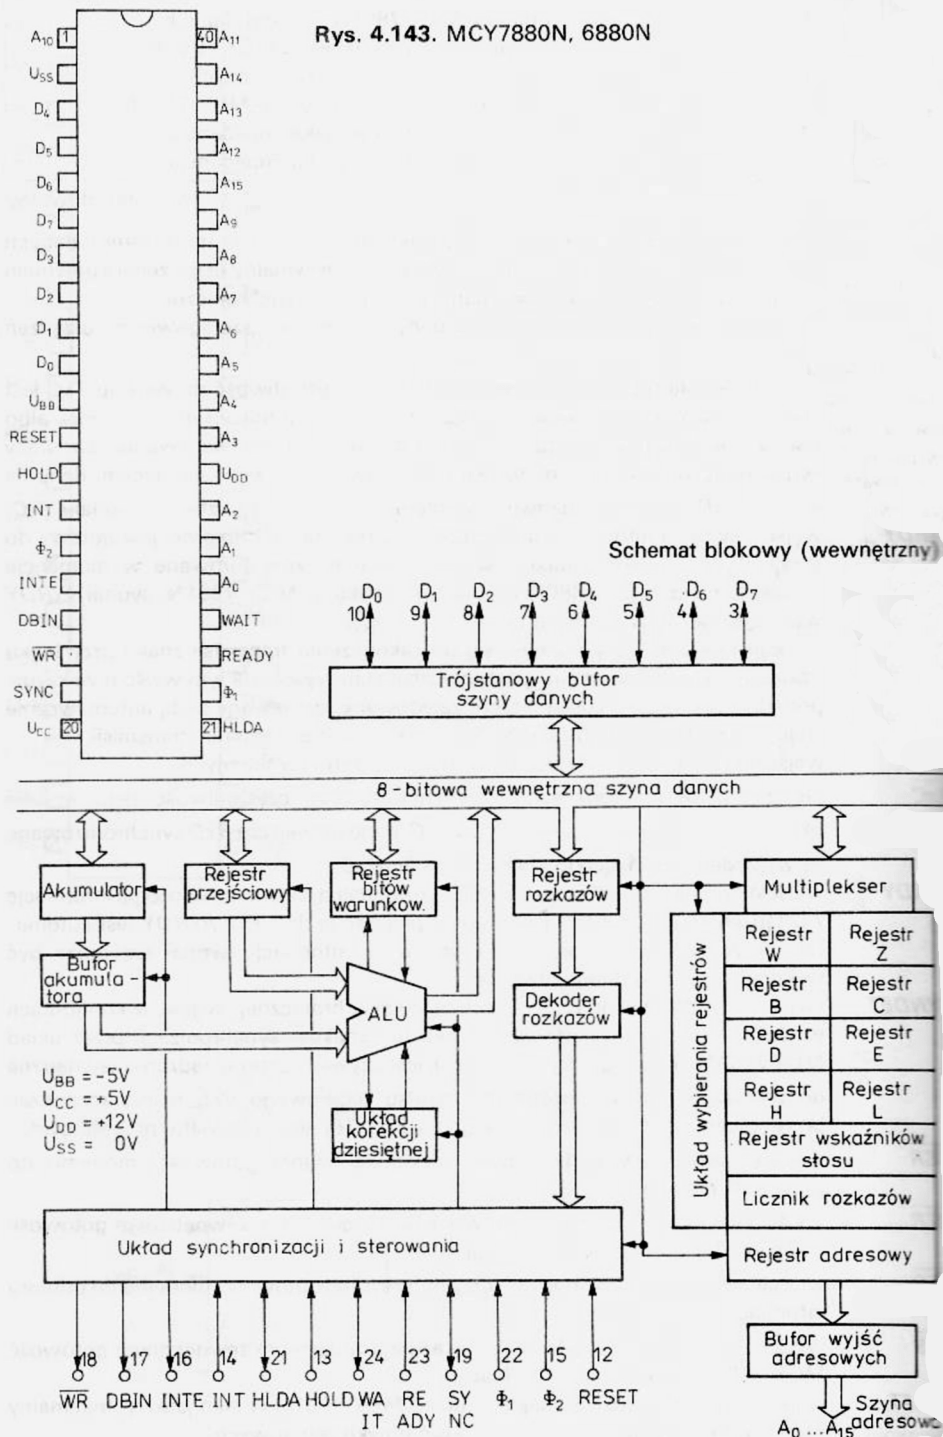 Rys. 4.143. MCY7880N, 6880N
A10 1 40 A11
USS A14
D4 A13
D5 A12
D6 A15
D7 A9
D3 A8
D2 A7
D1 A6
D0 A5
UBB A4
RESET A3
HOLD UDD
INT A2
Φ2 A1
INTE A0
DBIN WAIT
WR READY
SYNC Φ1
UCC 20 21 HLDA
Schemat blokowy (wewnętrzny)
D0 D1 D2 D3 D4 D5 D6 D7
10 9 8 7 6 5 4 3
Trójstanowy bufor
szyny danych
8-bitowa wewnętrzna szyna danych
Akumulator
Rejestr
przejściowy
Rejestr
bitów
warunkow.
Rejestr
rozkazów
Multiplekser
Bufor
akumula-
tora
ALU
Dekoder
rozkazów
Układ wybierania rejestrów
Rejestr W
Rejestr Z
Rejestr B
Rejestr C
Rejestr D
Rejestr E
Rejestr H
Rejestr L
Rejestr wskaźników
stosu
Licznik rozkazów
Rejestr adresowy
UBB = -5V
UCC = +5V
UDD = +12V
USS = 0V
Układ
korekcji
dziesiętnej
Układ synchronizacji i sterowania
18 17 16 14 21 13 24 23 19 22 15 12
WR DBIN INTE INT HLDA HOLD WA RE SY Φ1 Φ2 RESET
IT ADY NC
Bufor wyjść
adresowych
Szyna
adresowa
A0 ...A15